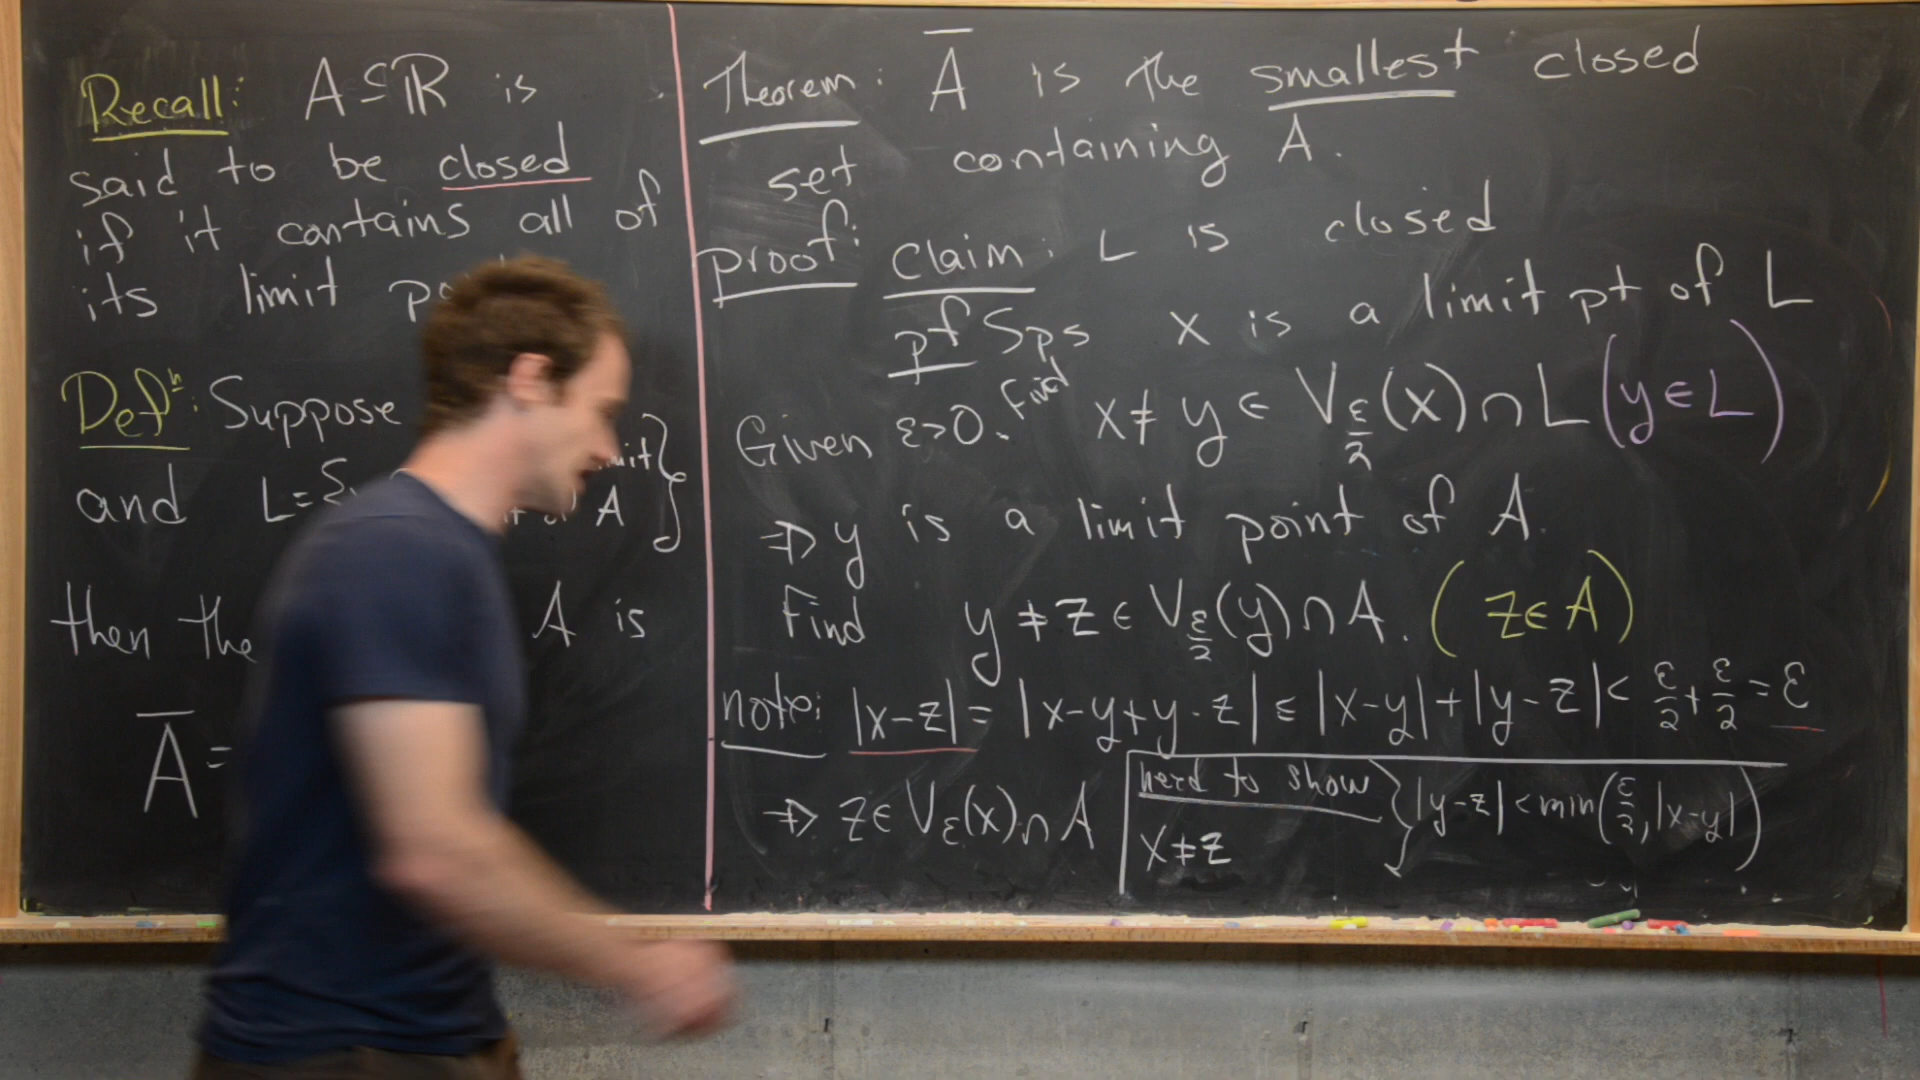 Recall: A ⊆ ℝ is
said to be closed
if it contains all of
its limit
Defⁿ: Suppose
and L = {
A }
then the A is
Ā =
Theorem: Ā is the smallest closed
set containing A.
proof: Claim: L is closed
pf Sps x is a limit pt of L
Given ε>0. Find x ≠ y ∈ V_{ε/2}(x) ∩ L (y ∈ L)
⇒ y is a limit point of A.
Find y ≠ z ∈ V_{ε/2}(y) ∩ A. (z ∈ A)
note: |x-z| = |x-y+y-z| ≤ |x-y|+|y-z| < ε/2 + ε/2 = ε
⇒ z ∈ V_ε(x) ∩ A
need to show
x ≠ z
} |y-z| < min(ε/2, |x-y|)